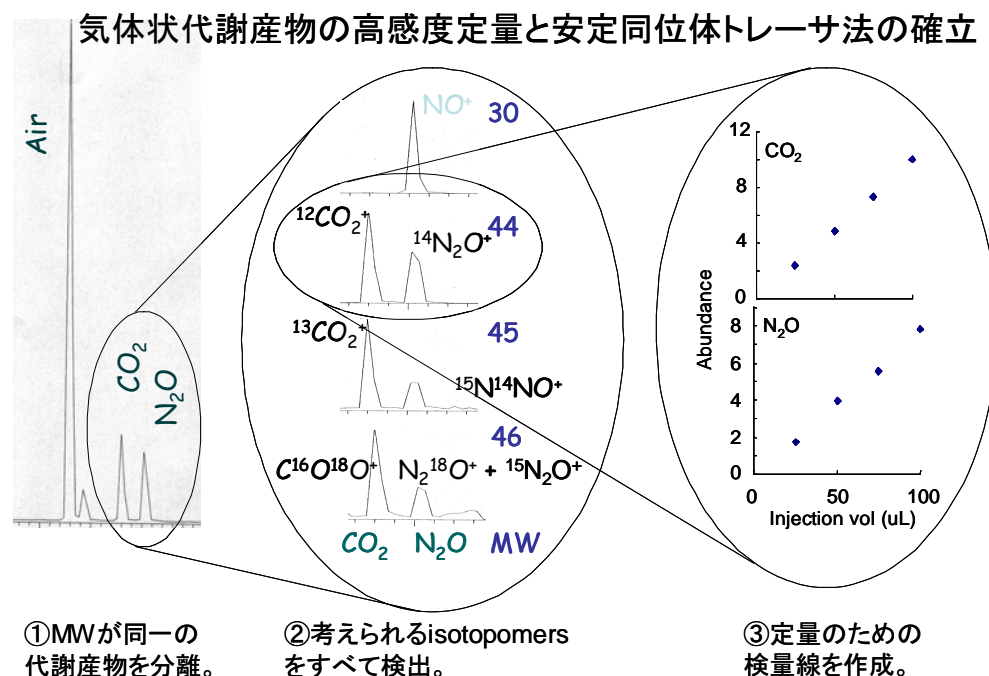 気体状代謝産物の高感度定量と安定同位体トレーサ法の確立
Air
CO₂
N₂O
NO⁺
30
¹²CO₂⁺
44
¹⁴N₂O⁺
¹³CO₂⁺
45
¹⁵N¹⁴NO⁺
46
C¹⁶O¹⁸O⁺
N₂¹⁸O⁺ + ¹⁵N₂O⁺
CO₂ N₂O MW
12
CO₂
8
4
0
Abundance
8
N₂O
6
4
2
0
0 50 100
Injection vol (uL)
①MWが同一の
代謝産物を分離。
②考えられるisotopomers
をすべて検出。
③定量のための
検量線を作成。